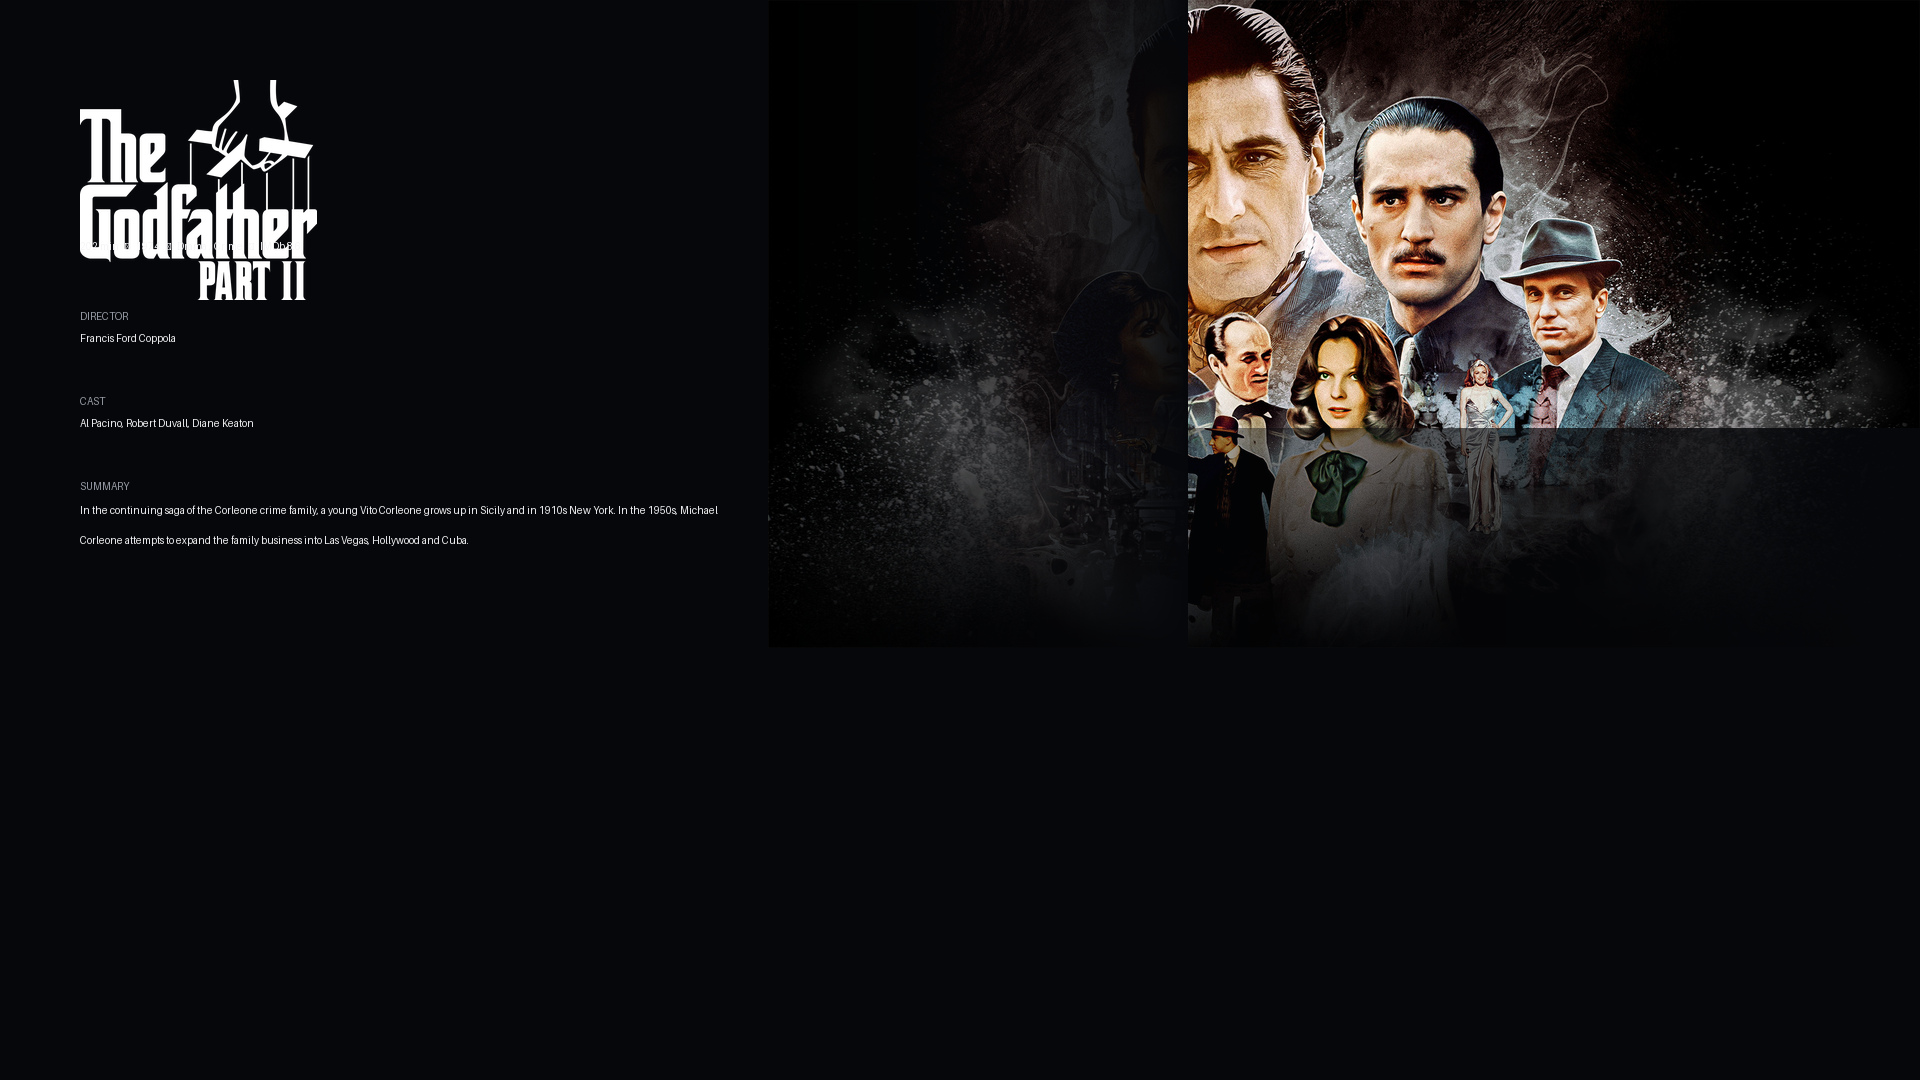 The
Godfather
PART II
DIRECTOR
Francis Ford Coppola
CAST
Al Pacino, Robert Duvall, Diane Keaton
SUMMARY
In the continuing saga of the Corleone crime family, a young Vito Corleone grows up in Sicily and in 1910s New York. In the 1950s, Michael
Corleone attempts to expand the family business into Las Vegas, Hollywood and Cuba.